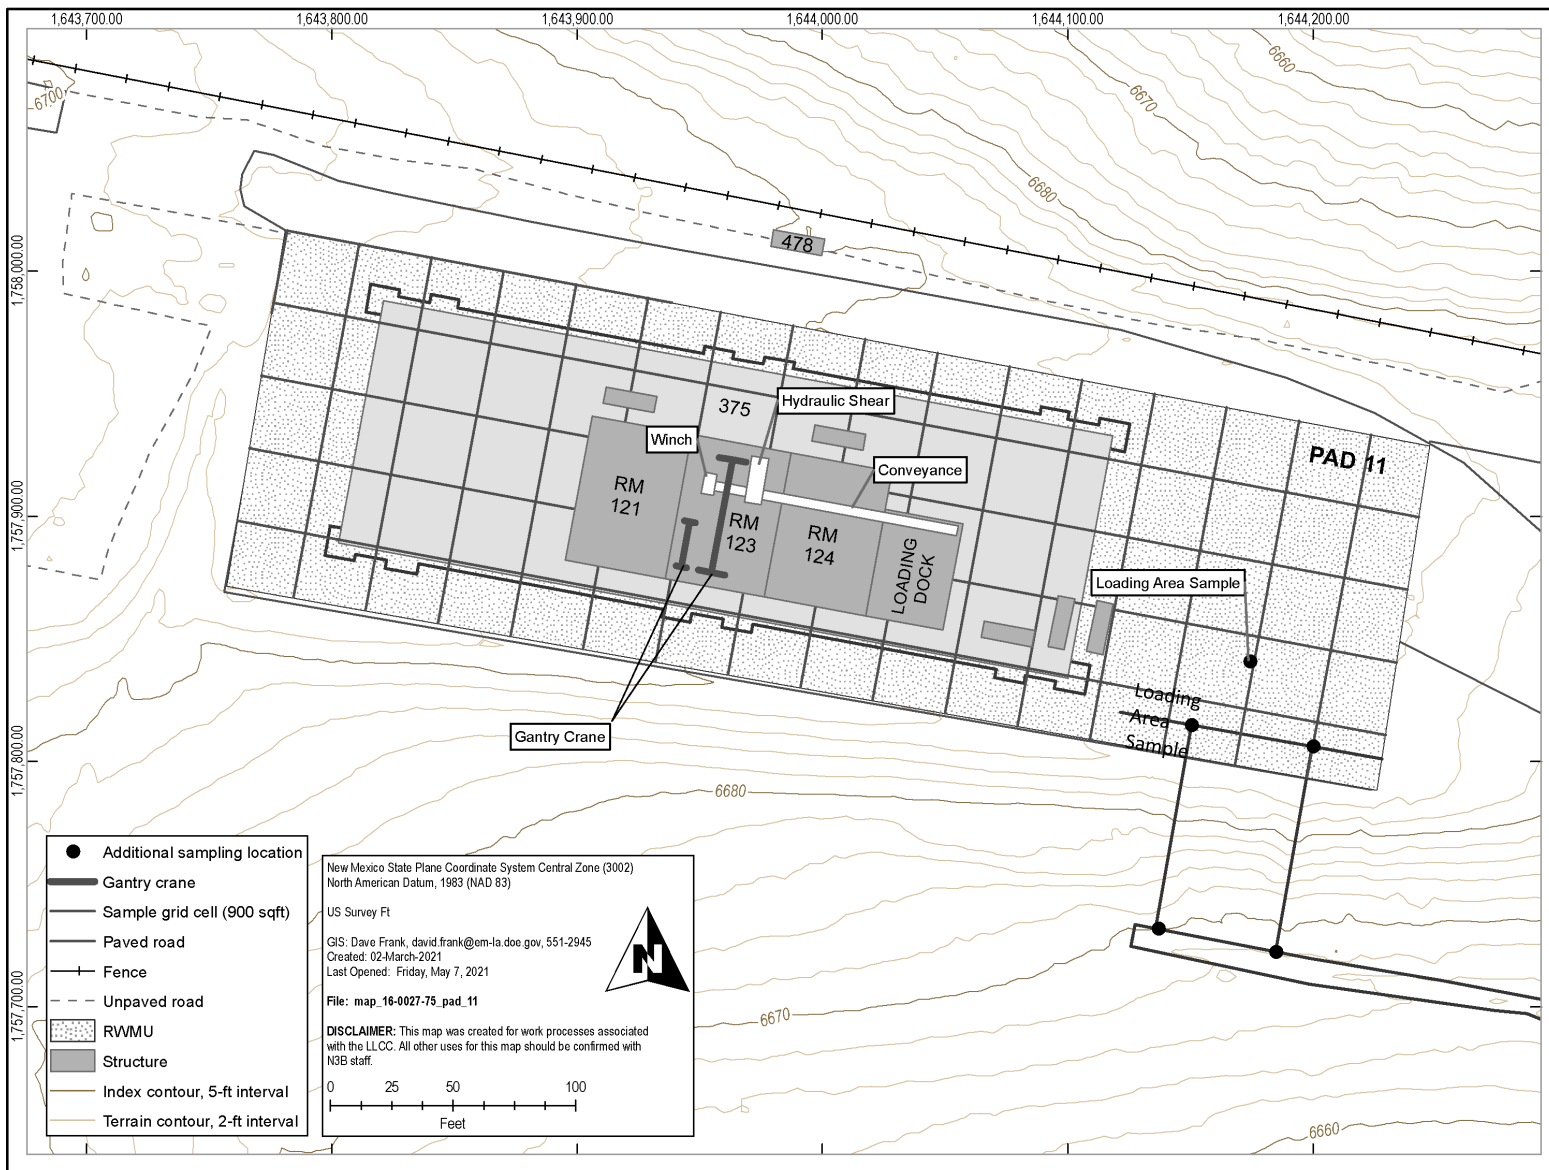 1,643,700.00
1,643,800.00
1,643,900.00
1,644,000.00
1,644,100.00
1,644,200.00
6660
6670
6700
6680
1,758,000.00
478
375
Hydraulic Shear
Winch
Conveyance
PAD 11
RM
121
RM
123
RM
124
LOADING
DOCK
1,757,900.00
Loading Area Sample
Loading
Area
Sample
Gantry Crane
1,757,800.00
6680
Additional sampling location
Gantry crane
Sample grid cell (900 sqft)
Paved road
Fence
Unpaved road
RWMU
Structure
Index contour, 5-ft interval
Terrain contour, 2-ft interval
New Mexico State Plane Coordinate System Central Zone (3002)
North American Datum, 1983 (NAD 83)
US Survey Ft
GIS: Dave Frank, david.frank@em-la.doe.gov, 551-2945
Created: 02-March-2021
Last Opened: Friday, May 7, 2021
N
File: map_16-0027-75_pad_11
DISCLAIMER: This map was created for work processes associated
with the LLCC. All other uses for this map should be confirmed with
N3B staff.
0 25 50 100
Feet
1,757,700.00
6670
6660